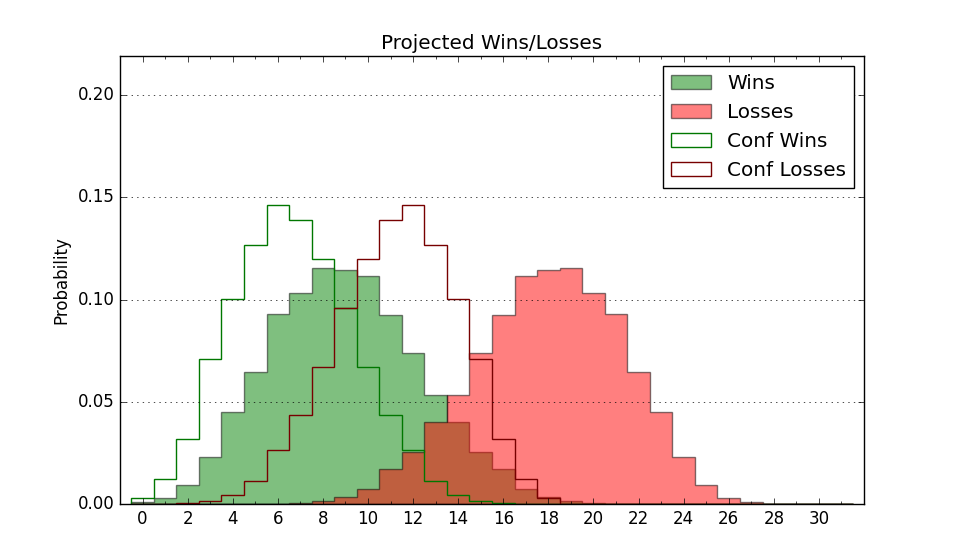 Projected Wins/Losses
Wins
Losses
Conf Wins
Conf Losses
Probability
0.20
0.15
0.10
0.05
0.00
0 2 4 6 8 10 12 14 16 18 20 22 24 26 28 30